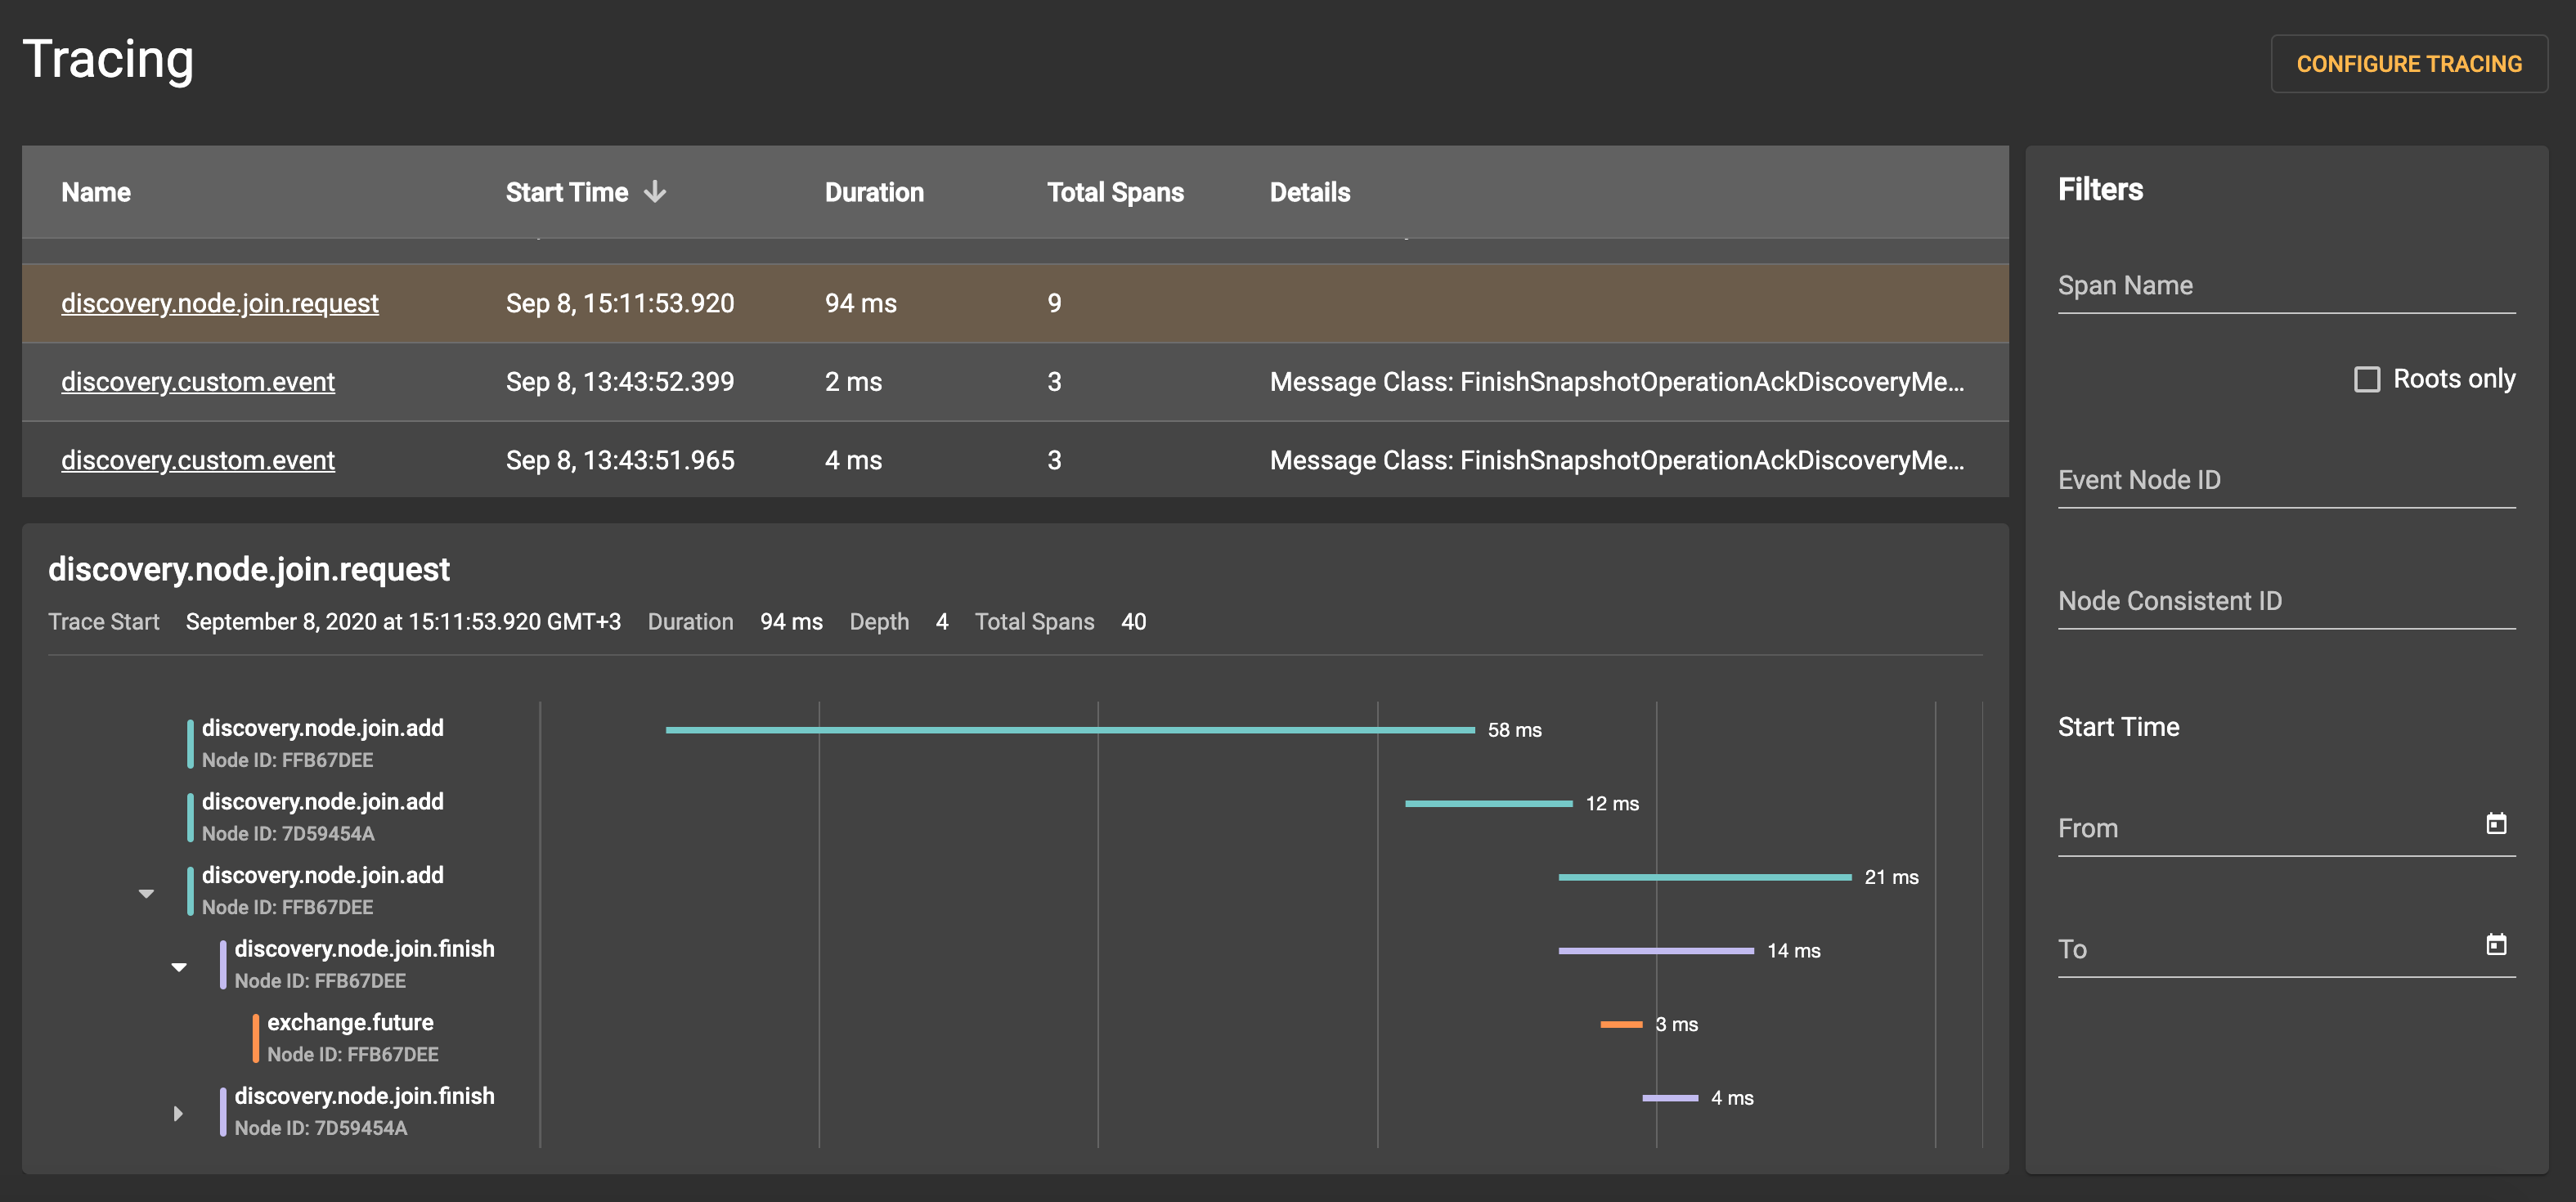 Tracing
CONFIGURE TRACING
Name Start Time Duration Total Spans Details
discovery.node.join.request Sep 8, 15:11:53.920 94 ms 9
discovery.custom.event Sep 8, 13:43:52.399 2 ms 3 Message Class: FinishSnapshotOperationAckDiscoveryMe...
discovery.custom.event Sep 8, 13:43:51.965 4 ms 3 Message Class: FinishSnapshotOperationAckDiscoveryMe...
discovery.node.join.request
Trace Start September 8, 2020 at 15:11:53.920 GMT+3 Duration 94 ms Depth 4 Total Spans 40
discovery.node.join.add 58 ms
Node ID: FFB67DEE
discovery.node.join.add 12 ms
Node ID: 7D59454A
discovery.node.join.add 21 ms
Node ID: FFB67DEE
discovery.node.join.finish 14 ms
Node ID: FFB67DEE
exchange.future 3 ms
Node ID: FFB67DEE
discovery.node.join.finish 4 ms
Node ID: 7D59454A
Filters
Span Name
Roots only
Event Node ID
Node Consistent ID
Start Time
From
To